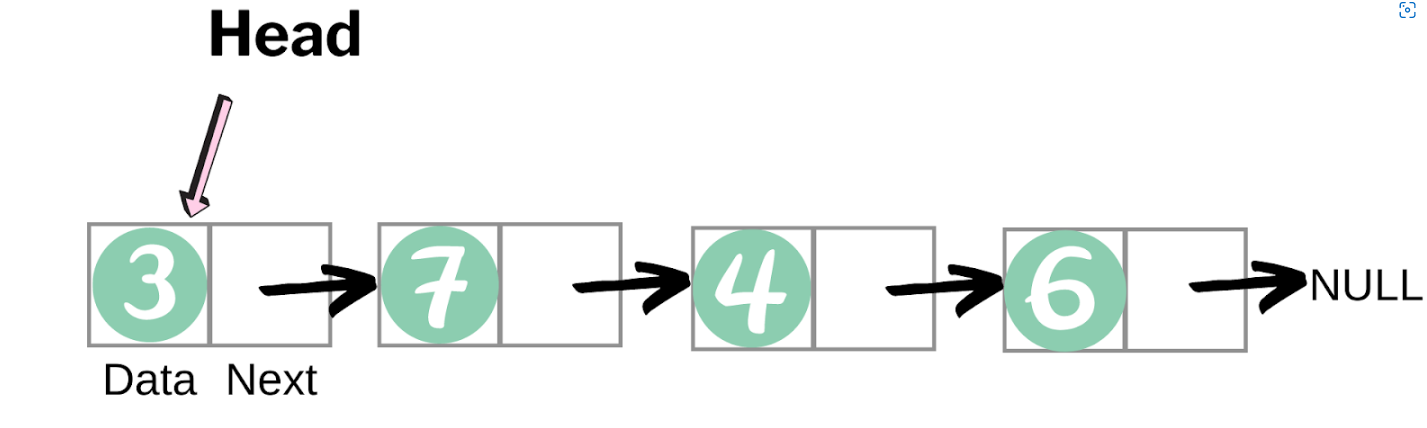 Head
3 7 4 6 NULL
Data Next